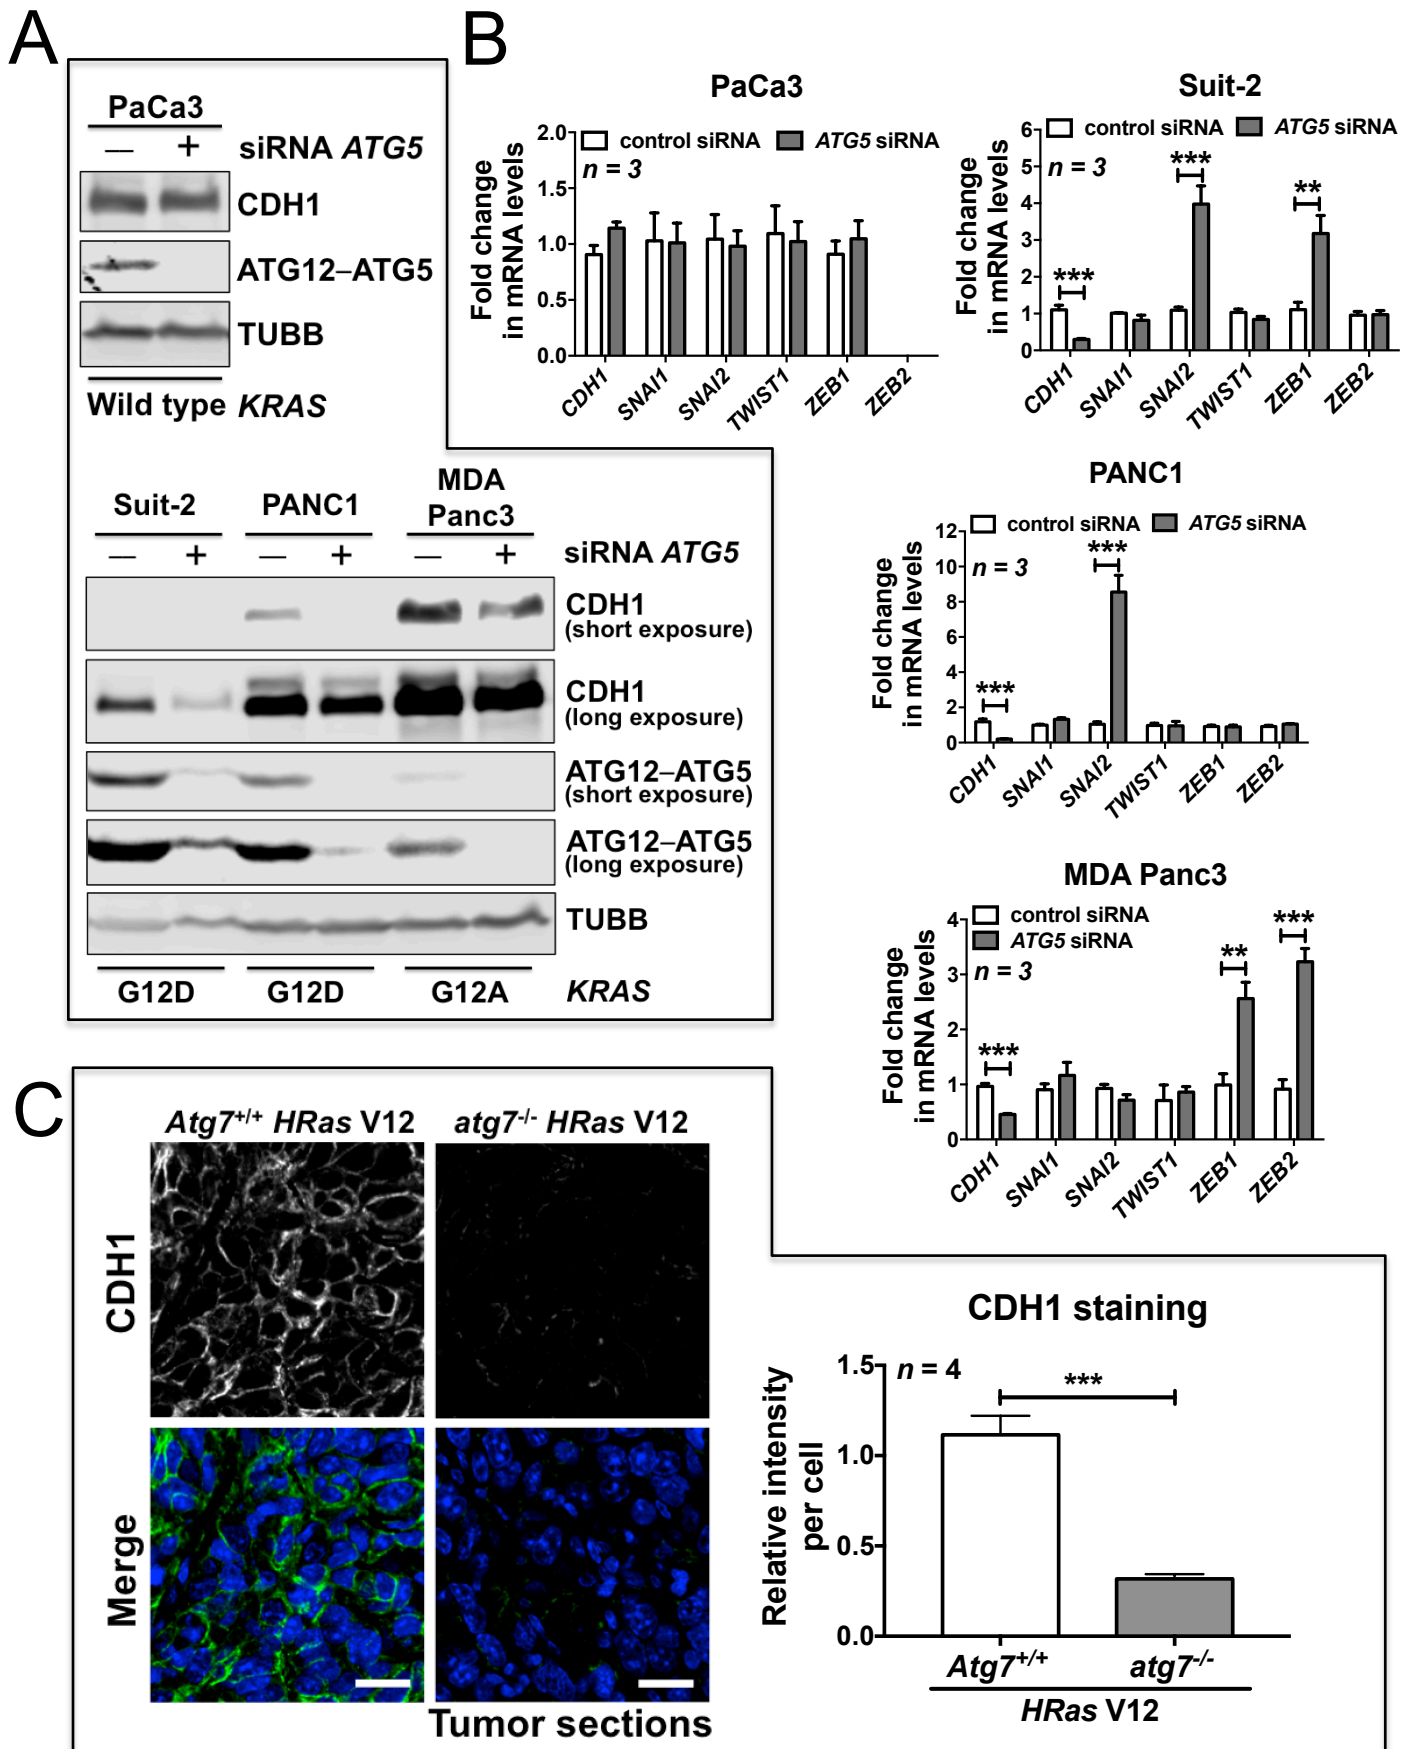 A
PaCa3
— + siRNA ATG5
CDH1
ATG12–ATG5
TUBB
Wild type KRAS
Suit-2 PANC1 MDA Panc3
— + — + — + siRNA ATG5
CDH1
(short exposure)
CDH1
(long exposure)
ATG12–ATG5
(short exposure)
ATG12–ATG5
(long exposure)
TUBB
G12D G12D G12A KRAS
B
PaCa3
control siRNA ATG5 siRNA
n = 3
Fold change
in mRNA levels
2.0
1.5
1.0
0.5
0.0
CDH1 SNAI1 SNAI2 TWIST1 ZEB1 ZEB2
Suit-2
control siRNA ATG5 siRNA
n = 3
Fold change
in mRNA levels
6
5
4
3
2
1
0
*** *** **
CDH1 SNAI1 SNAI2 TWIST1 ZEB1 ZEB2
PANC1
control siRNA ATG5 siRNA
n = 3
Fold change
in mRNA levels
12
10
8
6
4
2
0
*** ***
CDH1 SNAI1 SNAI2 TWIST1 ZEB1 ZEB2
MDA Panc3
control siRNA
ATG5 siRNA
n = 3
Fold change
in mRNA levels
4
3
2
1
0
*** ** ***
CDH1 SNAI1 SNAI2 TWIST1 ZEB1 ZEB2
C
Atg7+/+ HRas V12 atg7-/- HRas V12
CDH1
Merge
Tumor sections
CDH1 staining
n = 4
***
Relative intensity
per cell
1.5
1.0
0.5
0.0
Atg7+/+ atg7-/-
HRas V12